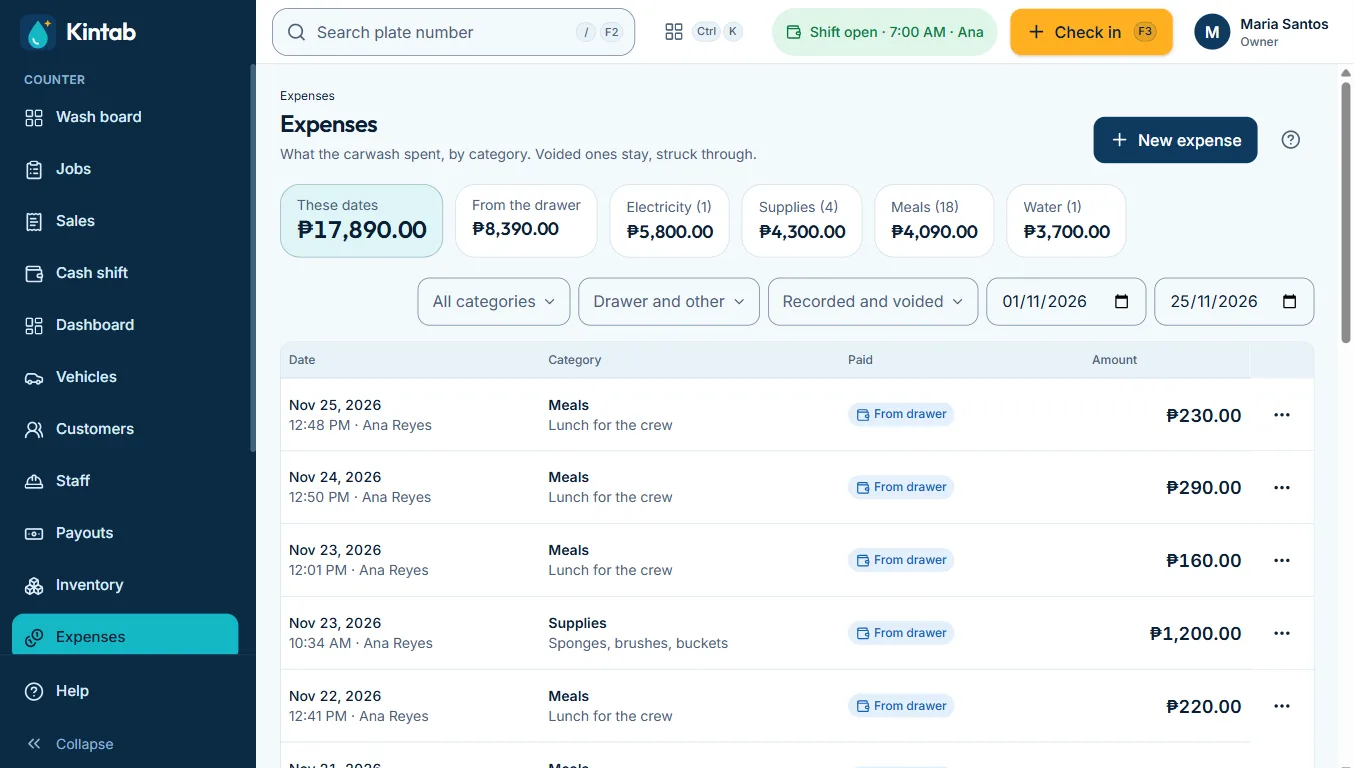 Kintab
Search plate number
/ F2
Ctrl K
Shift open · 7:00 AM · Ana
Check in F3
M
Maria Santos
Owner
COUNTER
Wash board
Jobs
Sales
Cash shift
Dashboard
Vehicles
Customers
Staff
Payouts
Inventory
Expenses
Help
Collapse
Expenses
Expenses
What the carwash spent, by category. Voided ones stay, struck through.
New expense
These dates
₱17,890.00
From the drawer
₱8,390.00
Electricity (1)
₱5,800.00
Supplies (4)
₱4,300.00
Meals (18)
₱4,090.00
Water (1)
₱3,700.00
All categories
Drawer and other
Recorded and voided
01/11/2026
25/11/2026
Date Category Paid Amount
Nov 25, 2026 Meals From drawer ₱230.00
12:48 PM · Ana Reyes Lunch for the crew
Nov 24, 2026 Meals From drawer ₱290.00
12:50 PM · Ana Reyes Lunch for the crew
Nov 23, 2026 Meals From drawer ₱160.00
12:01 PM · Ana Reyes Lunch for the crew
Nov 23, 2026 Supplies From drawer ₱1,200.00
10:34 AM · Ana Reyes Sponges, brushes, buckets
Nov 22, 2026 Meals From drawer ₱220.00
12:41 PM · Ana Reyes Lunch for the crew
Nov 21, 2026 Meals